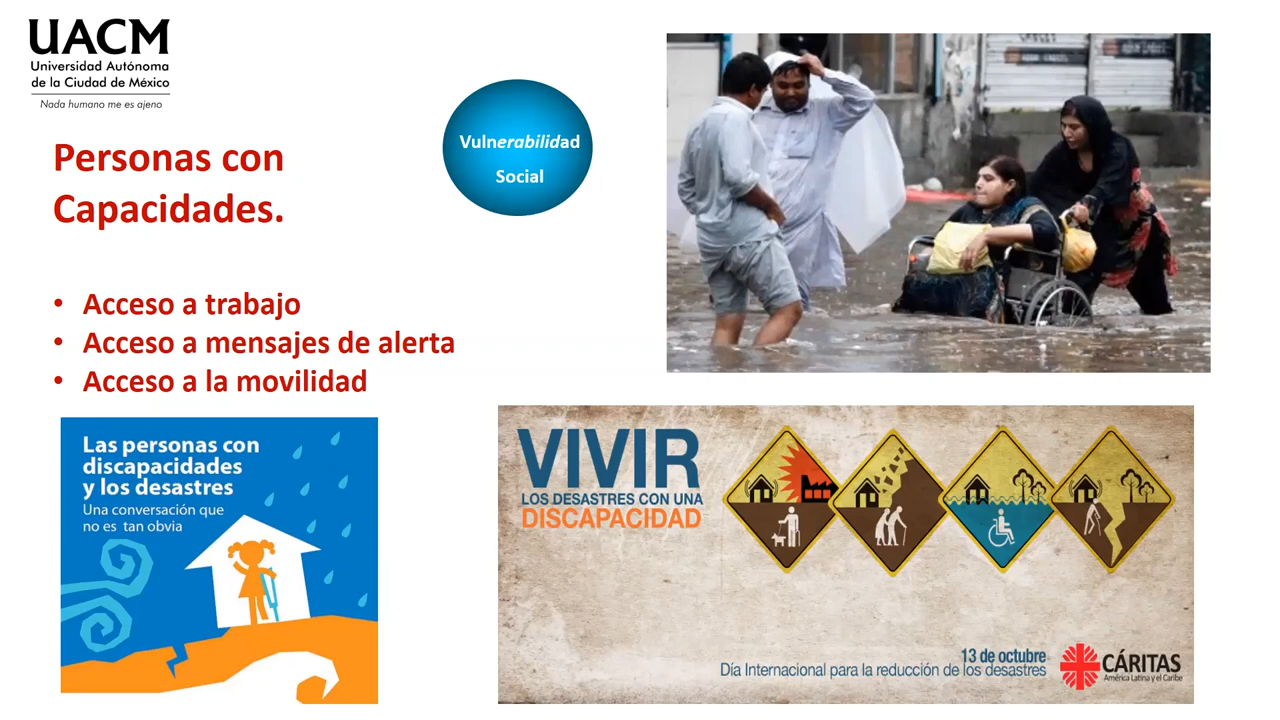 UACM
Universidad Autónoma
de la Ciudad de México
Nada humano me es ajeno
Vulnerabilidad
Social
Personas con
Capacidades.
• Acceso a trabajo
• Acceso a mensajes de alerta
• Acceso a la movilidad
Las personas con
discapacidades
y los desastres
Una conversación que
no es tan obvia
VIVIR
LOS DESASTRES CON UNA
DISCAPACIDAD
13 de octubre
Día Internacional para la reducción de los desastres
CÁRITAS
América Latina y el Caribe